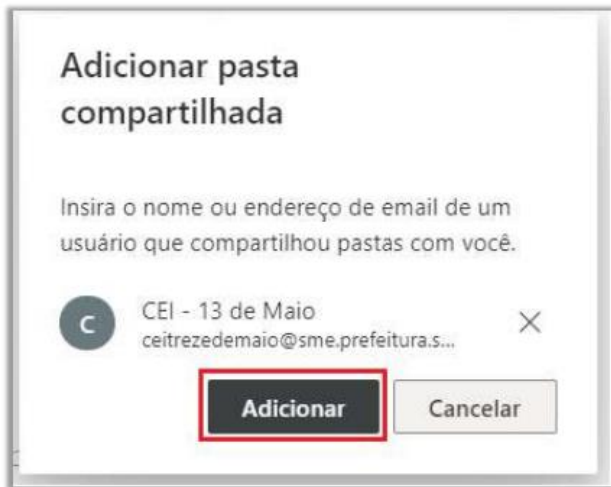 Adicionar pasta
compartilhada
Insira o nome ou endereço de email de um
usuário que compartilhou pastas com você.
C
CEI - 13 de Maio
ceitrezedemaio@sme.prefeitura.s...
Adicionar
Cancelar